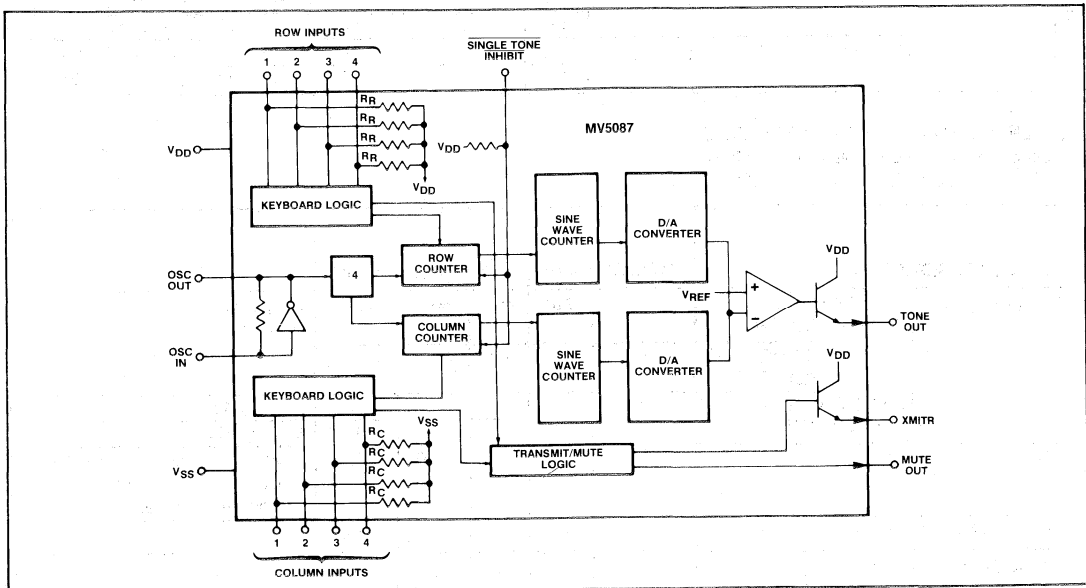 ROW INPUTS
1 2 3 4
SINGLE TONE
INHIBIT
MV5087
RR
RR
RR
RR
VDD
VDD
VDD
KEYBOARD LOGIC
SINE
WAVE
COUNTER
D/A
CONVERTER
VDD
OSC
OUT
4
ROW
COUNTER
VREF
+
−
TONE
OUT
COLUMN
COUNTER
OSC
IN
SINE
WAVE
COUNTER
D/A
CONVERTER
VDD
KEYBOARD LOGIC
XMITR
VSS
RC
RC
RC
RC
TRANSMIT/MUTE
LOGIC
MUTE
OUT
VSS
1 2 3 4
COLUMN INPUTS